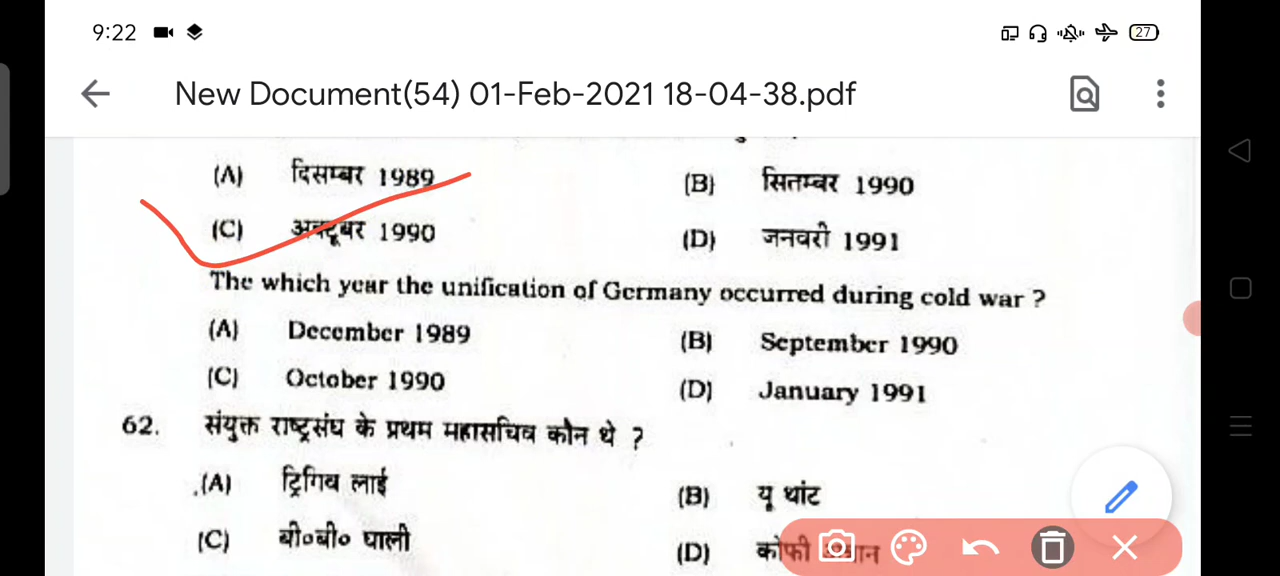 9:22
27
New Document(54) 01-Feb-2021 18-04-38.pdf
(A) दिसम्बर 1989 (B) सितम्बर 1990
(C) अक्टूबर 1990 (D) जनवरी 1991
The which year the unification of Germany occurred during cold war ?
(A) December 1989 (B) September 1990
(C) October 1990 (D) January 1991
62. संयुक्त राष्ट्रसंघ के प्रथम महासचिव कौन थे ?
(A) ट्रिगिव लाई (B) यू थांट
(C) बी०बी० घाली (D) कोफी